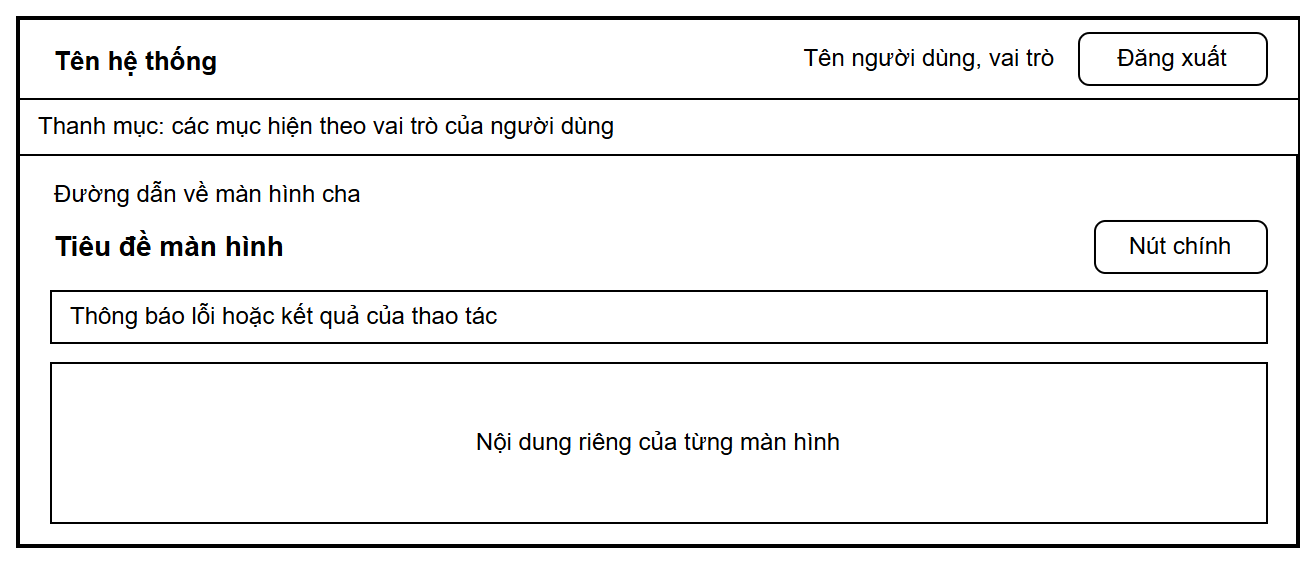 Tên hệ thống
Tên người dùng, vai trò
Đăng xuất
Thanh mục: các mục hiện theo vai trò của người dùng
Đường dẫn về màn hình cha
Tiêu đề màn hình
Nút chính
Thông báo lỗi hoặc kết quả của thao tác
Nội dung riêng của từng màn hình